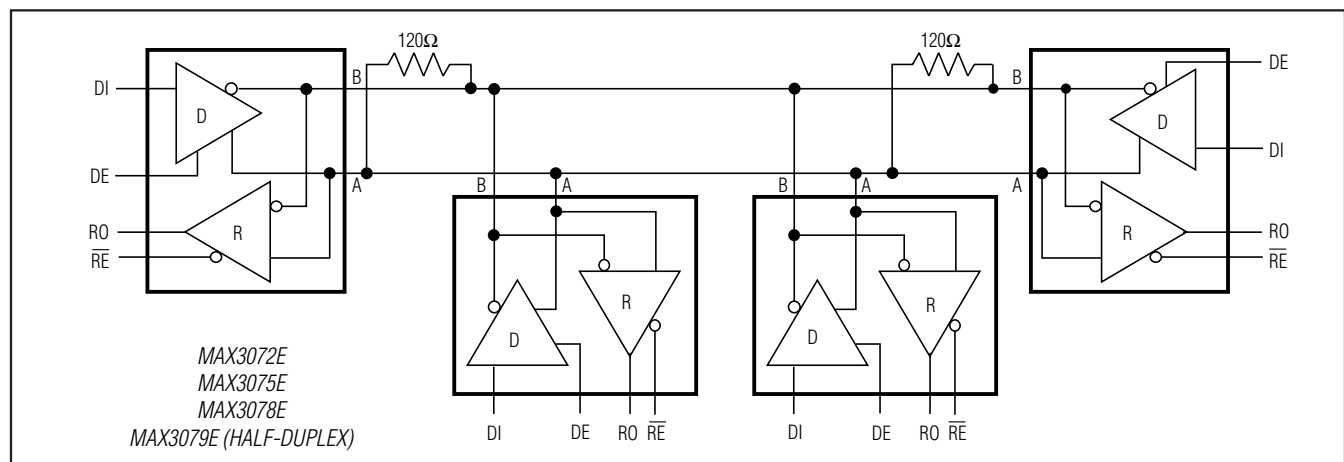 120Ω
120Ω
B
B
DI
DE
D
D
DE
DI
A
A
B
A
B
A
RO
R
R
RO
RE
RE
R
R
D
D
MAX3072E
MAX3075E
MAX3078E
MAX3079E (HALF-DUPLEX)
DI
DE
RO
RE
DI
DE
RO
RE